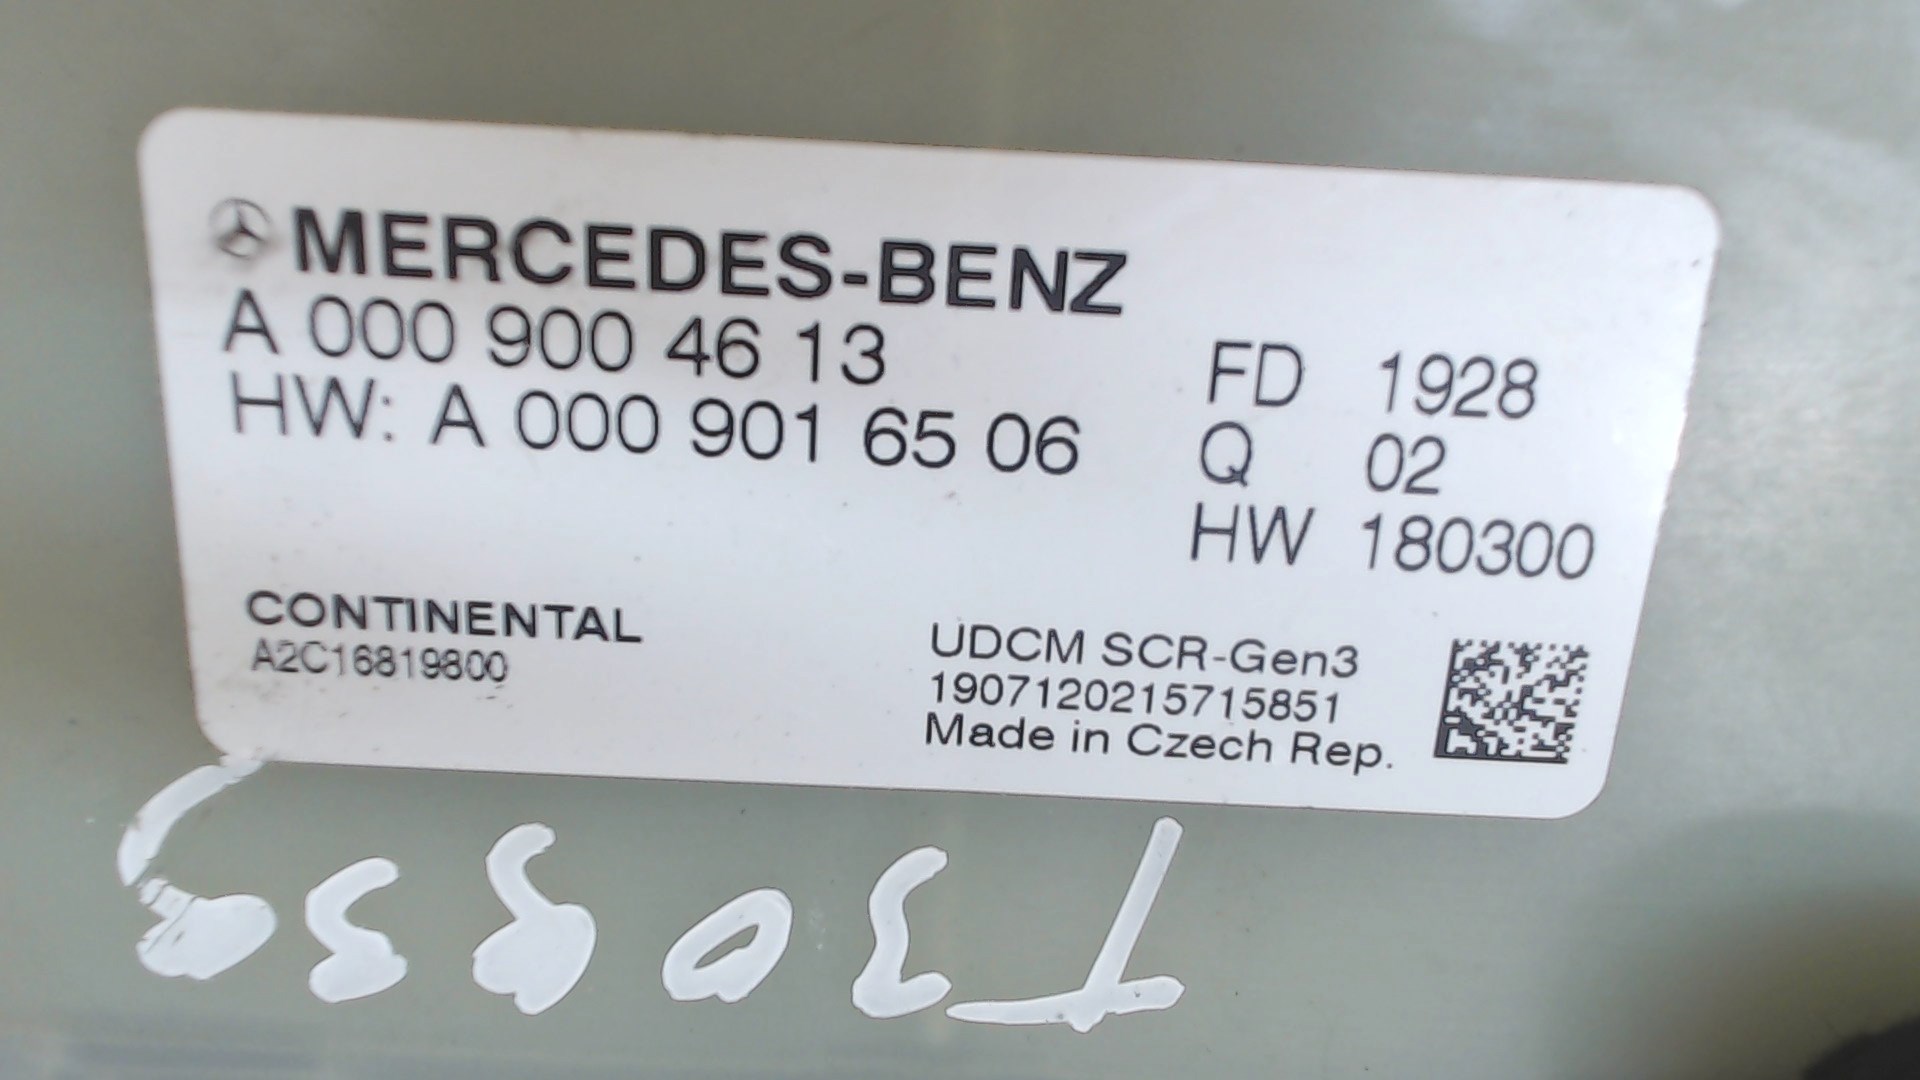 MERCEDES-BENZ
A 000 900 46 13
HW: A 000 901 65 06
FD 1928
Q 02
HW 180300
CONTINENTAL
A2C16819800
UDCM SCR-Gen3
1907120215715851
Made in Czech Rep.
T30939